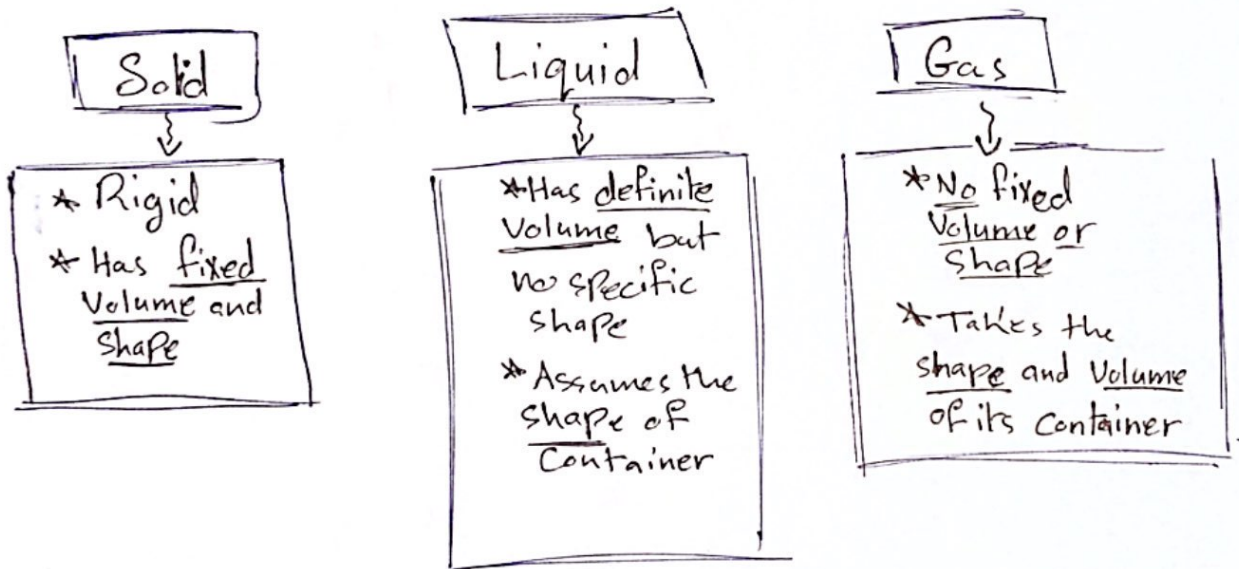 Solid
* Rigid
* Has fixed
Volume and
shape
Liquid
* Has definite
Volume but
no specific
shape
* Assumes the
shape of
Container
Gas
* No fixed
Volume or
shape
* Takes the
shape and Volume
of its Container